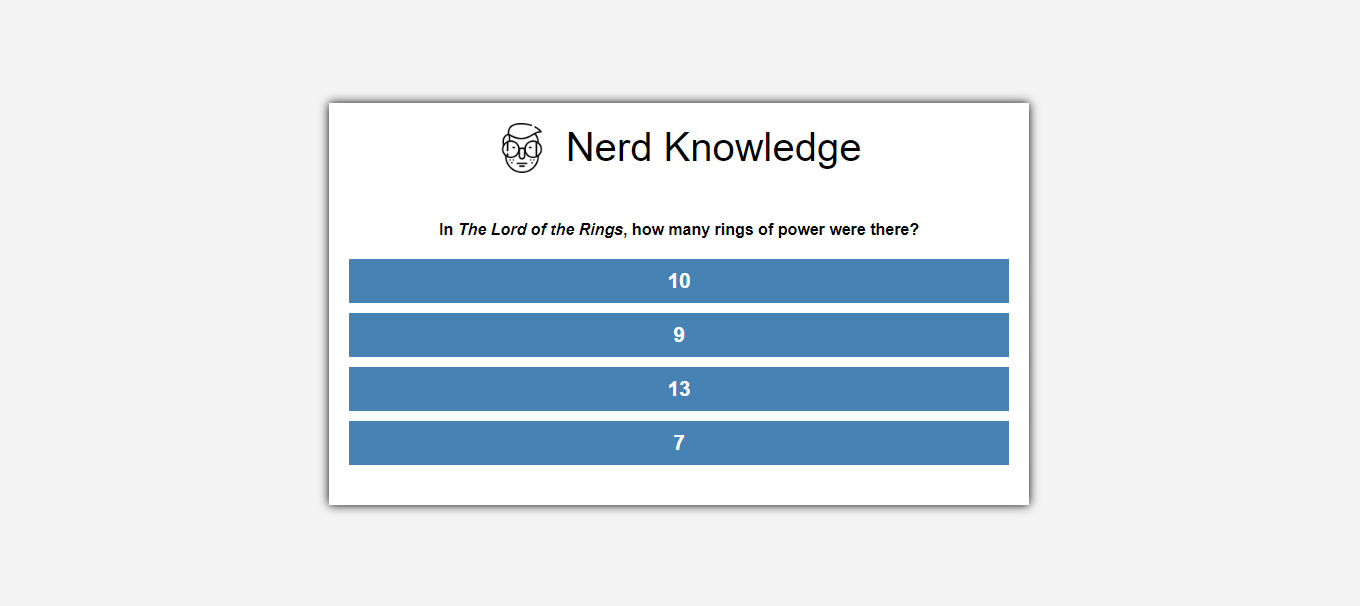 Nerd Knowledge
In The Lord of the Rings, how many rings of power were there?
10
9
13
7